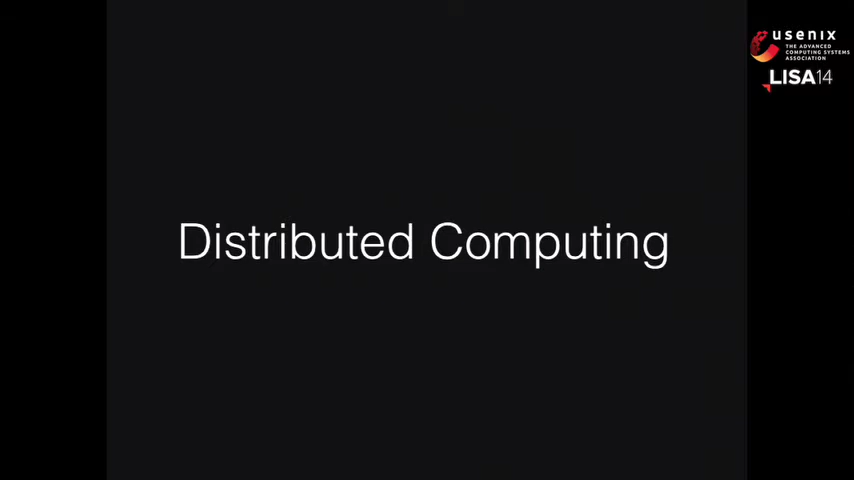 usenix
THE ADVANCED
COMPUTING SYSTEMS
ASSOCIATION
LISA14
Distributed Computing